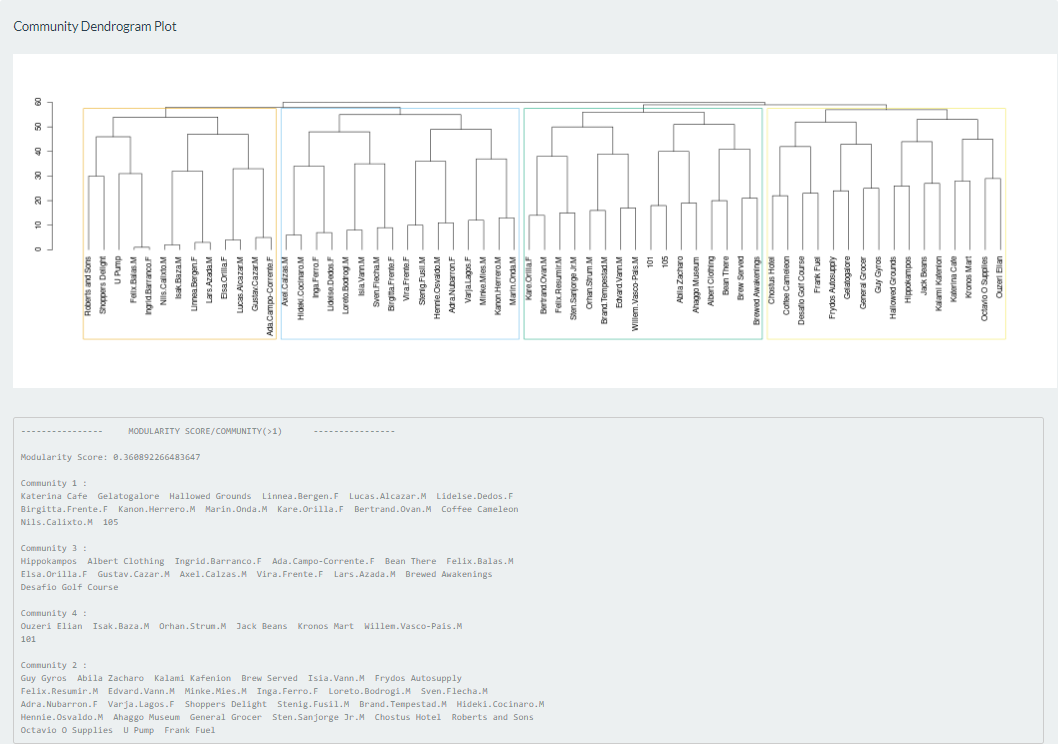 Community Dendrogram Plot
60
50
40
30
20
10
0
Roberts and Sons
Shoppers Delight
U Pump
Felix.Balas.M
Ingrid.Barranco.F
Nils.Calixto.M
Isak.Baza.M
Linnea.Bergen.F
Lars.Azada.M
Elsa.Orilla.F
Lucas.Alcazar.M
Gustav.Cazar.M
Ada.Campo-Corrente.F
Axel.Calzas.M
Hideki.Cocinaro.M
Inga.Ferro.F
Lidelse.Dedos.F
Loreto.Bodrogi.M
Isia.Vann.M
Sven.Flecha.M
Birgitta.Frente.F
Vira.Frente.F
Stenig.Fusil.M
Hennie.Osvaldo.M
Adra.Nubarron.F
Varja.Lagos.F
Minke.Mies.M
Kanon.Herrero.M
Marin.Onda.M
Kare.Orilla.F
Bertrand.Ovan.M
Felix.Resumir.M
Sten.Sanjorge Jr.M
Orhan.Strum.M
Brand.Tempestad.M
Edvard.Vann.M
Willem.Vasco-Pais.M
101
105
Abila Zacharo
Ahaggo Museum
Albert Clothing
Bean There
Brew Served
Brewed Awakenings
Chostus Hotel
Coffee Cameleon
Desafio Golf Course
Frank Fuel
Frydos Autosupply
Gelatogalore
General Grocer
Guy Gyros
Hallowed Grounds
Hippokampos
Jack Beans
Kalami Kafenion
Katerina Cafe
Kronos Mart
Octavio O Supplies
Ouzeri Elian
---------------- MODULARITY SCORE/COMMUNITY(>1) ----------------
Modularity Score: 0.360892266483647
Community 1 :
Katerina Cafe Gelatogalore Hallowed Grounds Linnea.Bergen.F Lucas.Alcazar.M Lidelse.Dedos.F
Birgitta.Frente.F Kanon.Herrero.M Marin.Onda.M Kare.Orilla.F Bertrand.Ovan.M Coffee Cameleon
Nils.Calixto.M 105
Community 3 :
Hippokampos Albert Clothing Ingrid.Barranco.F Ada.Campo-Corrente.F Bean There Felix.Balas.M
Elsa.Orilla.F Gustav.Cazar.M Axel.Calzas.M Vira.Frente.F Lars.Azada.M Brewed Awakenings
Desafio Golf Course
Community 4 :
Ouzeri Elian Isak.Baza.M Orhan.Strum.M Jack Beans Kronos Mart Willem.Vasco-Pais.M
101
Community 2 :
Guy Gyros Abila Zacharo Kalami Kafenion Brew Served Isia.Vann.M Frydos Autosupply
Felix.Resumir.M Edvard.Vann.M Minke.Mies.M Inga.Ferro.F Loreto.Bodrogi.M Sven.Flecha.M
Adra.Nubarron.F Varja.Lagos.F Shoppers Delight Stenig.Fusil.M Brand.Tempestad.M Hideki.Cocinaro.M
Hennie.Osvaldo.M Ahaggo Museum General Grocer Sten.Sanjorge Jr.M Chostus Hotel Roberts and Sons
Octavio O Supplies U Pump Frank Fuel